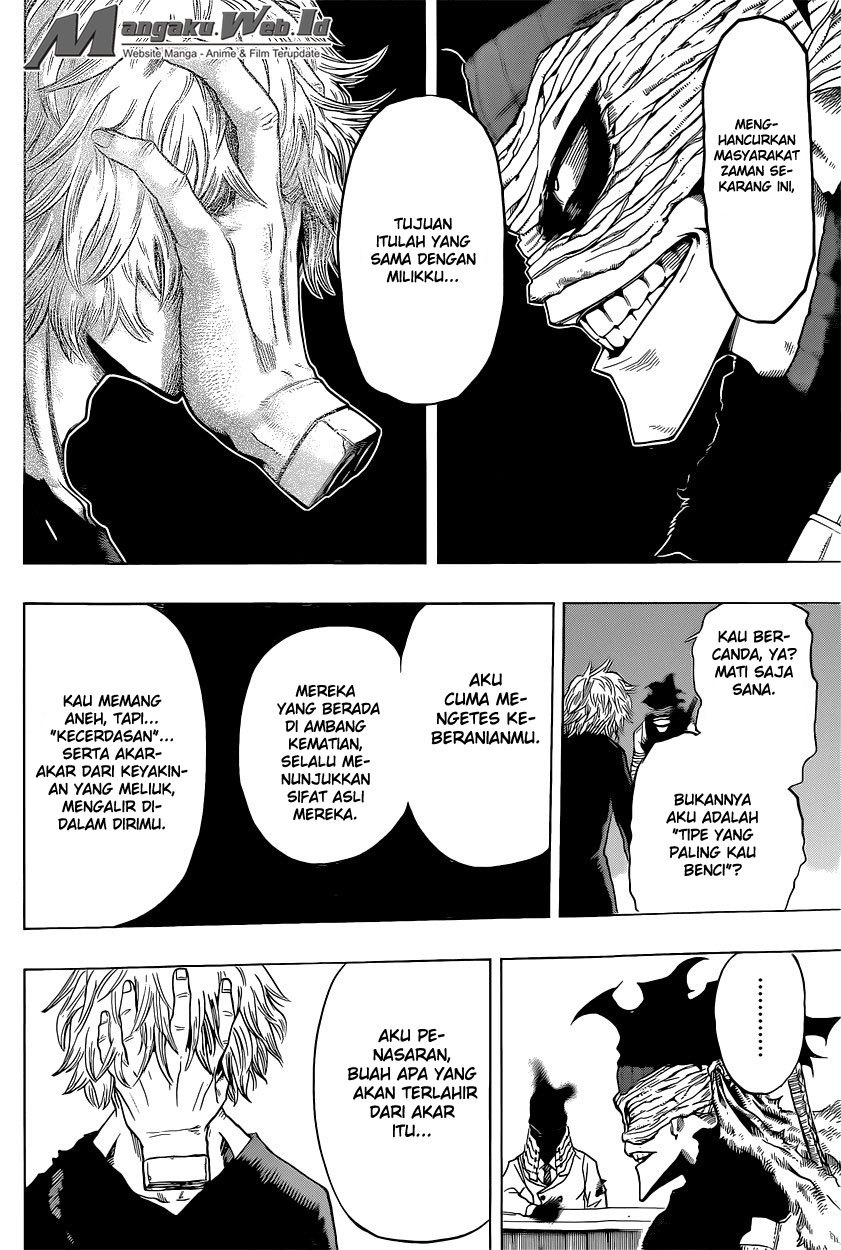 Mangaku.Web.Id
Website Manga - Anime & Film Terupdate
MENG-
HANCURKAN
MASYARAKAT
ZAMAN SE-
KARANG INI,
TUJUAN
ITULAH YANG
SAMA DENGAN
MILIKKU...
KAU BER-
CANDA, YA?
MATI SAJA
SANA.
BUKANNYA
AKU ADALAH
"TIPE YANG
PALING KAU
BENCI"?
AKU
CUMA ME-
NGETES KE-
BERANIANMU.
MEREKA
YANG BERADA
DI AMBANG
KEMATIAN,
SELALU ME-
NUNJUKKAN
SIFAT ASLI
MEREKA.
KAU MEMANG
ANEH, TAPI...
"KECERDASAN"...
SERTA AKAR-
AKAR DARI KEYAKIN-
AN YANG MELIUK,
MENGALIR DI-
DALAM DIRIMU.
........
AKU PE-
NASARAN,
BUAH APA YANG
AKAN TERLAHIR
DARI AKAR
ITU...